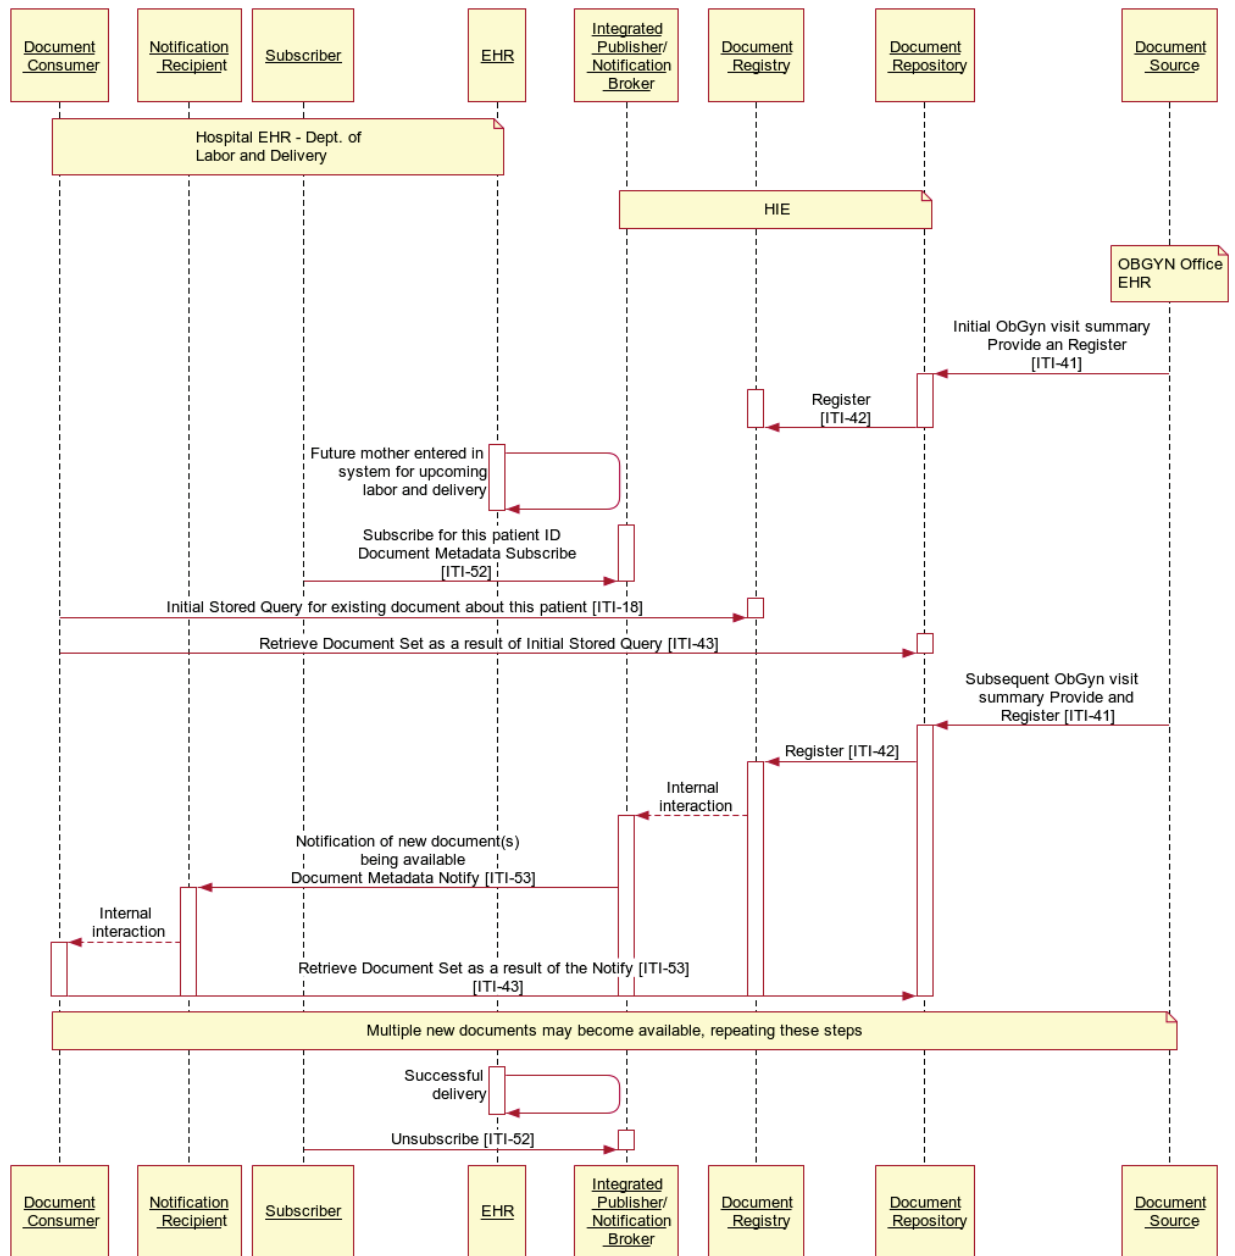 Document
Consumer
Notification
Recipient
Subscriber
EHR
Integrated
Publisher/
Notification
Broker
Document
Registry
Document
Repository
Document
Source
Hospital EHR - Dept. of
Labor and Delivery
HIE
OBGYN Office
EHR
Initial ObGyn visit summary
Provide an Register
[ITI-41]
Register
[ITI-42]
Future mother entered in
system for upcoming
labor and delivery
Subscribe for this patient ID
Document Metadata Subscribe
[ITI-52]
Initial Stored Query for existing document about this patient [ITI-18]
Retrieve Document Set as a result of Initial Stored Query [ITI-43]
Subsequent ObGyn visit
summary Provide and
Register [ITI-41]
Register [ITI-42]
Internal
interaction
Notification of new document(s)
being available
Document Metadata Notify [ITI-53]
Internal
interaction
Retrieve Document Set as a result of the Notify [ITI-53]
[ITI-43]
Multiple new documents may become available, repeating these steps
Successful
delivery
Unsubscribe [ITI-52]
Document
Consumer
Notification
Recipient
Subscriber
EHR
Integrated
Publisher/
Notification
Broker
Document
Registry
Document
Repository
Document
Source